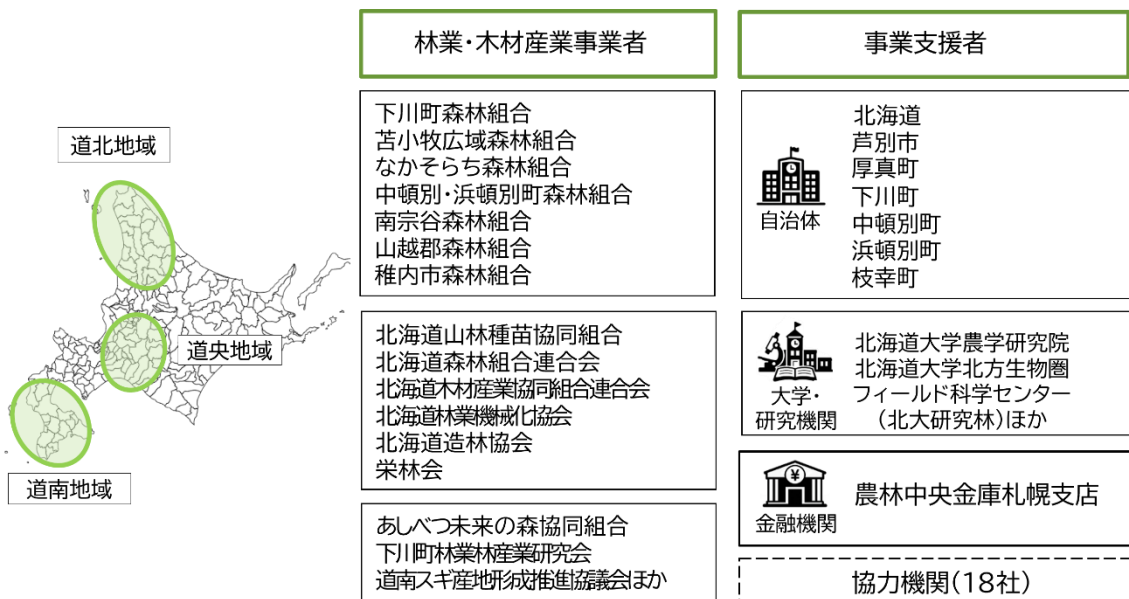 道北地域
道央地域
道南地域
林業・木材産業事業者
下川町森林組合
苫小牧広域森林組合
なかそらち森林組合
中頓別・浜頓別町森林組合
南宗谷森林組合
山越郡森林組合
稚内市森林組合
北海道山林種苗協同組合
北海道森林組合連合会
北海道木材産業協同組合連合会
北海道林業機械化協会
北海道造林協会
栄林会
あしべつ未来の森協同組合
下川町林業林産業研究会
道南スギ産地形成推進協議会ほか
事業支援者
自治体
北海道
芦別市
厚真町
下川町
中頓別町
浜頓別町
枝幸町
大学・
研究機関
北海道大学農学研究院
北海道大学北方生物圏
フィールド科学センター
(北大研究林)ほか
¥
金融機関
農林中央金庫札幌支店
協力機関(18社)